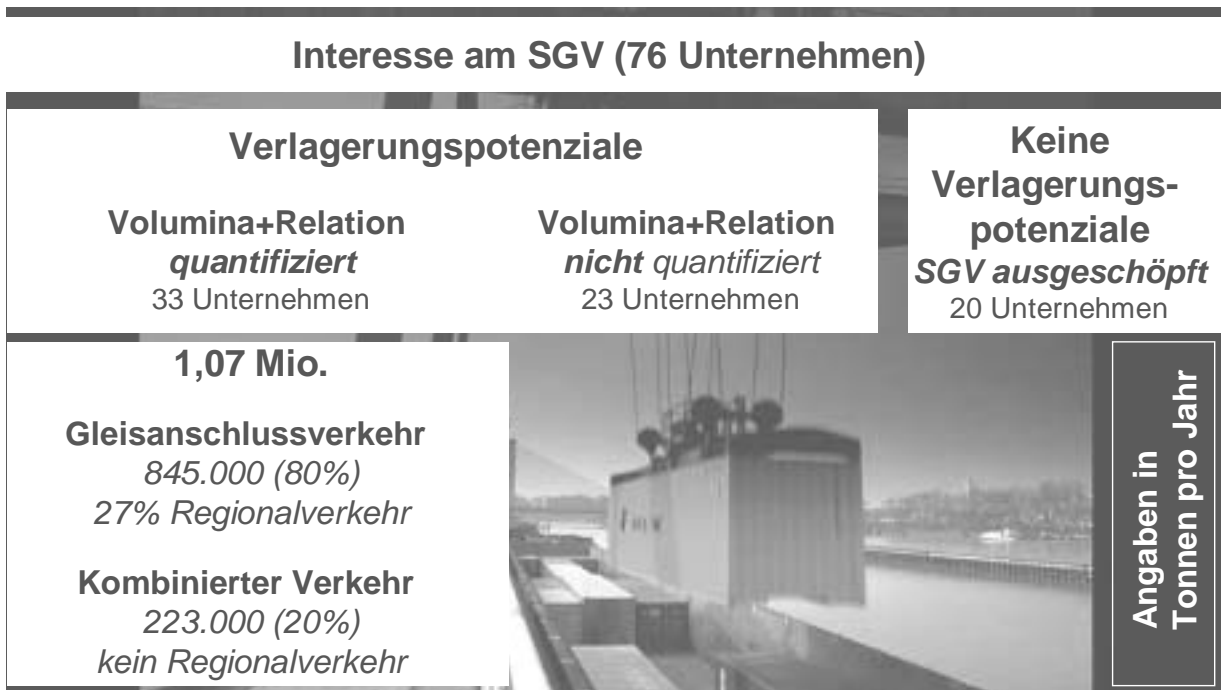 Interesse am SGV (76 Unternehmen)
Verlagerungspotenziale
Volumina+Relation
quantifiziert
33 Unternehmen
Volumina+Relation
nicht quantifiziert
23 Unternehmen
Keine
Verlagerungs-
potenziale
SGV ausgeschöpft
20 Unternehmen
1,07 Mio.
Gleisanschlussverkehr
845.000 (80%)
27% Regionalverkehr
Kombinierter Verkehr
223.000 (20%)
kein Regionalverkehr
Angaben in
Tonnen pro Jahr